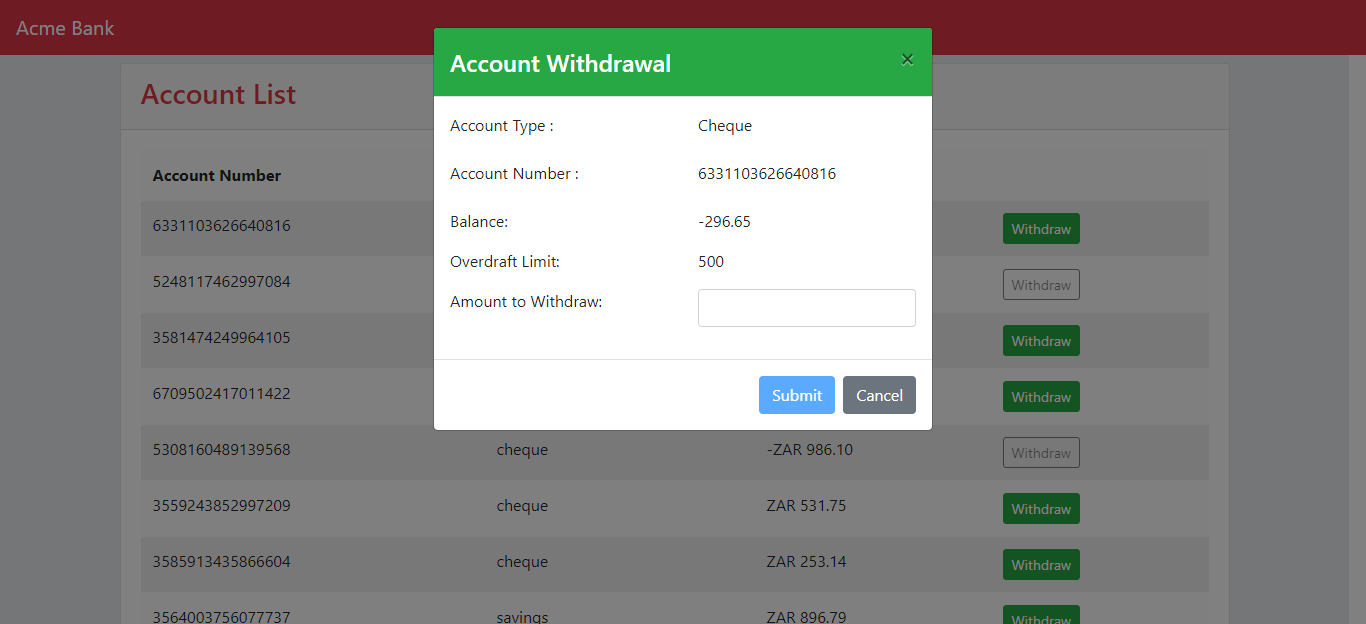 Acme Bank
Account Withdrawal ×
Account List
Account Type : Cheque
Account Number : 6331103626640816
Balance: -296.65
Overdraft Limit: 500
Amount to Withdraw:
Submit Cancel
Account Number
6331103626640816 Withdraw
5248117462997084 Withdraw
3581474249964105 Withdraw
6709502417011422 Withdraw
5308160489139568 cheque -ZAR 986.10 Withdraw
3559243852997209 cheque ZAR 531.75 Withdraw
3585913435866604 cheque ZAR 253.14 Withdraw
3564003756077737 savings ZAR 896.79 Withdraw